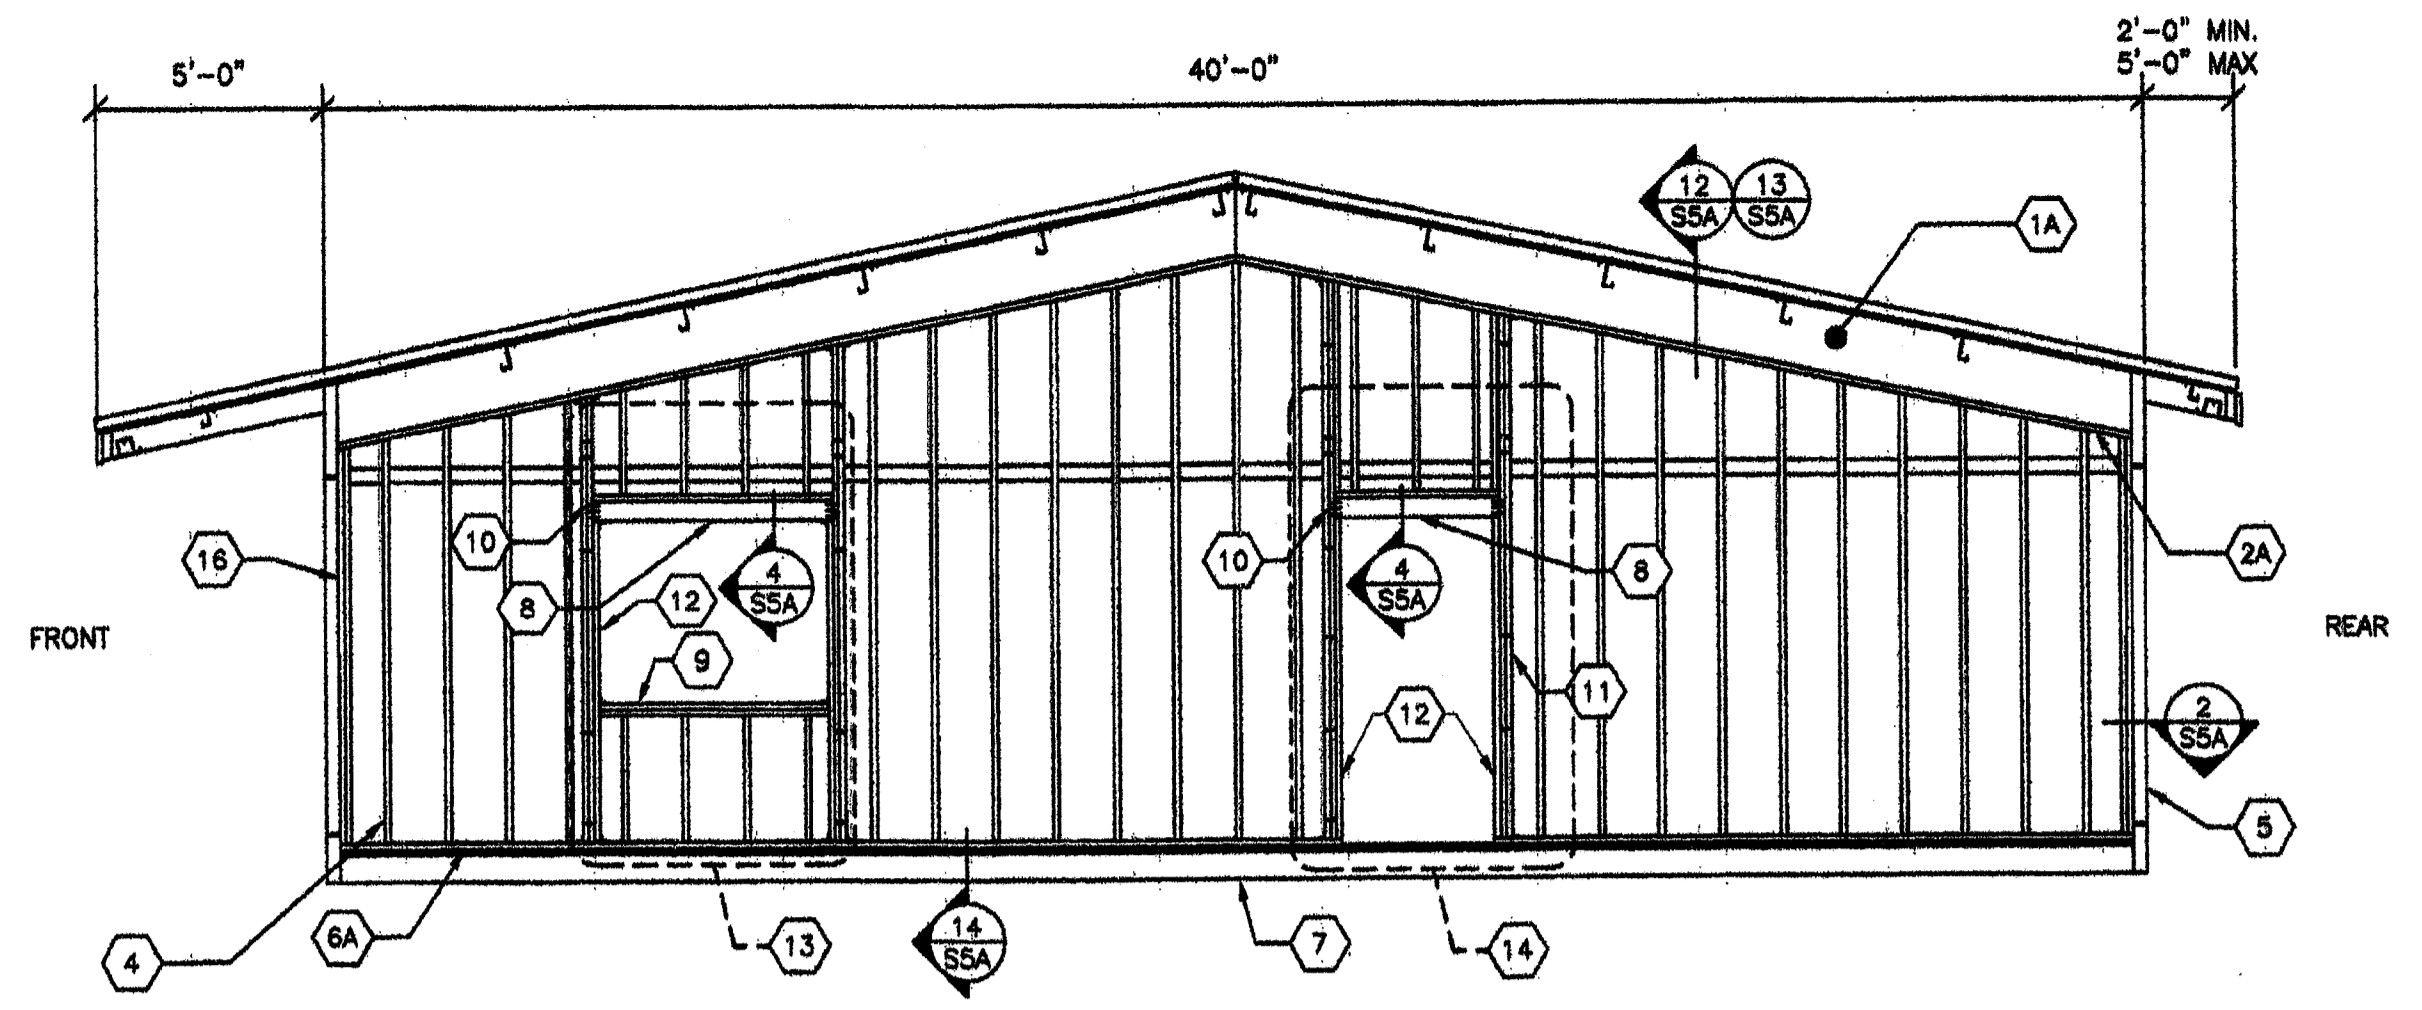 2'-0" MIN.
5'-0" 40'-0" 5'-0" MAX
12 13
S5A S5A
1A
10 10
16 8 12 4 4 8 2A
S5A S5A
FRONT REAR
9
11
12 2
S5A
5
4 6A 13 14 7 14
S5A